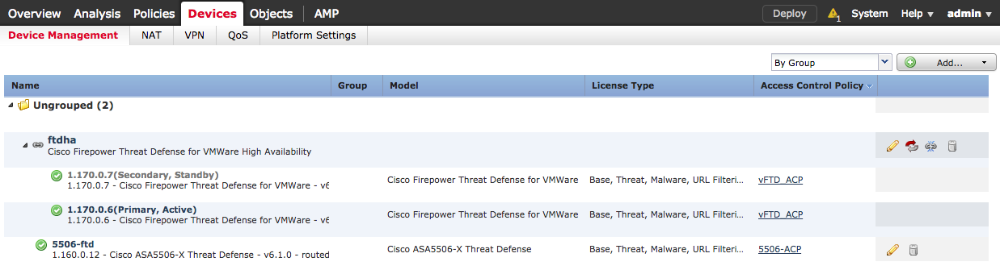 Overview Analysis Policies Devices Objects AMP Deploy 1 System Help admin
Device Management NAT VPN QoS Platform Settings
By Group Add...
Name Group Model License Type Access Control Policy
Ungrouped (2)
ftdha
Cisco Firepower Threat Defense for VMWare High Availability
1.170.0.7(Secondary, Standby)
1.170.0.7 - Cisco Firepower Threat Defense for VMWare - v6 Cisco Firepower Threat Defense for VMWare Base, Threat, Malware, URL Filteri... vFTD_ACP
1.170.0.6(Primary, Active)
1.170.0.6 - Cisco Firepower Threat Defense for VMWare - v6 Cisco Firepower Threat Defense for VMWare Base, Threat, Malware, URL Filteri... vFTD_ACP
5506-ftd
1.160.0.12 - Cisco ASA5506-X Threat Defense - v6.1.0 - routed Cisco ASA5506-X Threat Defense Base, Threat, Malware, URL Filteri... 5506-ACP